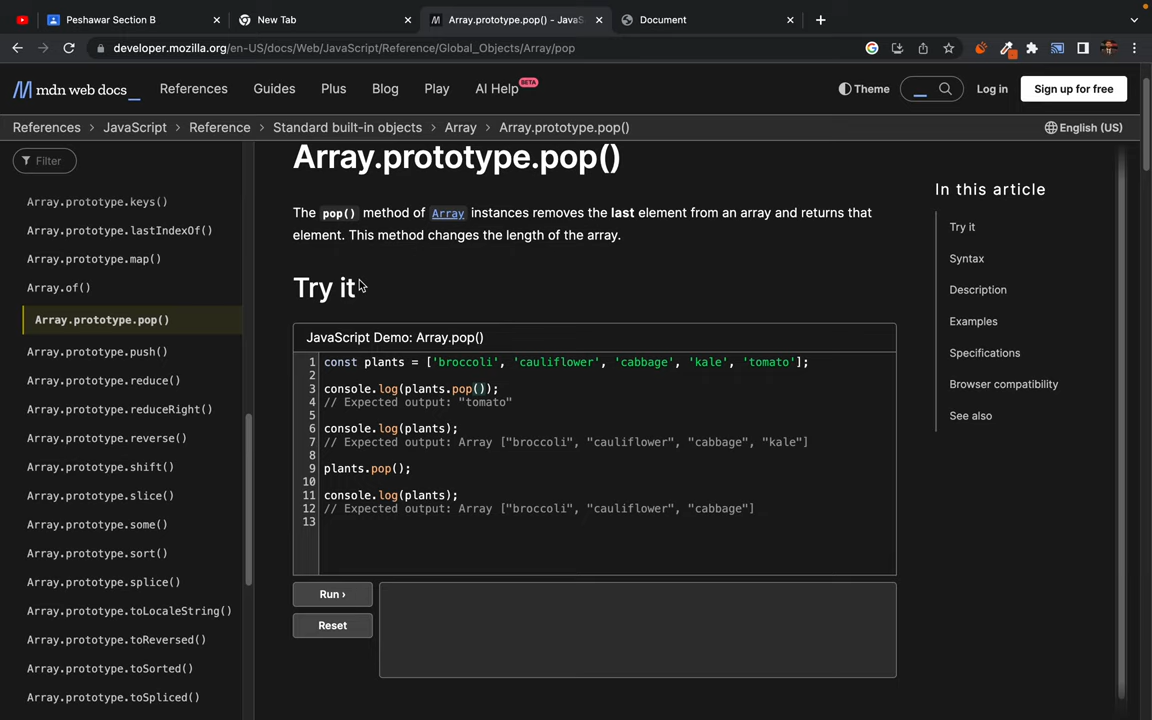 Peshawar Section B
New Tab
Array.prototype.pop() - JavaS
Document
developer.mozilla.org/en-US/docs/Web/JavaScript/Reference/Global_Objects/Array/pop
mdn web docs_
References
Guides
Plus
Blog
Play
AI Help
BETA
Theme
Log in
Sign up for free
References
JavaScript
Reference
Standard built-in objects
Array
Array.prototype.pop()
English (US)
Filter
Array.prototype.keys()
Array.prototype.lastIndexOf()
Array.prototype.map()
Array.of()
Array.prototype.pop()
Array.prototype.push()
Array.prototype.reduce()
Array.prototype.reduceRight()
Array.prototype.reverse()
Array.prototype.shift()
Array.prototype.slice()
Array.prototype.some()
Array.prototype.sort()
Array.prototype.splice()
Array.prototype.toLocaleString()
Array.prototype.toReversed()
Array.prototype.toSorted()
Array.prototype.toSpliced()
Array.prototype.pop()
The pop() method of Array instances removes the last element from an array and returns that
element. This method changes the length of the array.
Try it
JavaScript Demo: Array.pop()
1 const plants = ['broccoli', 'cauliflower', 'cabbage', 'kale', 'tomato'];
2
3 console.log(plants.pop());
4 // Expected output: "tomato"
5
6 console.log(plants);
7 // Expected output: Array ["broccoli", "cauliflower", "cabbage", "kale"]
8
9 plants.pop();
10
11 console.log(plants);
12 // Expected output: Array ["broccoli", "cauliflower", "cabbage"]
13
Run ›
Reset
In this article
Try it
Syntax
Description
Examples
Specifications
Browser compatibility
See also